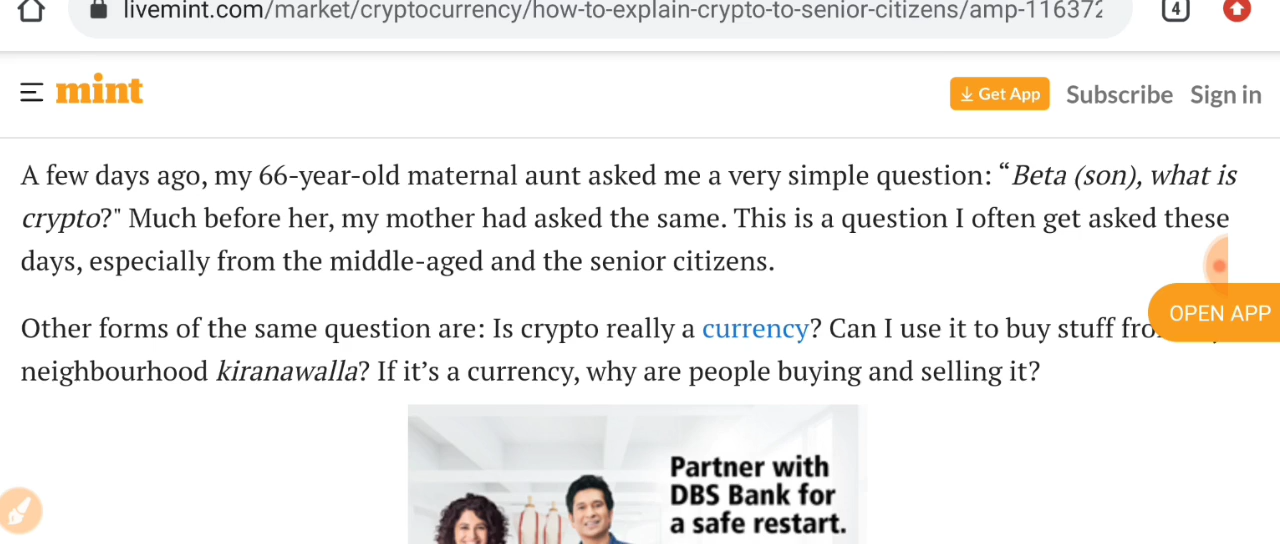 livemint.com/market/cryptocurrency/how-to-explain-crypto-to-senior-citizens/amp-116372
4
mint
Get App
Subscribe
Sign in
A few days ago, my 66-year-old maternal aunt asked me a very simple question: “Beta (son), what is
crypto?" Much before her, my mother had asked the same. This is a question I often get asked these
days, especially from the middle-aged and the senior citizens.
OPEN APP
Other forms of the same question are: Is crypto really a currency? Can I use it to buy stuff
neighbourhood kiranawalla? If it’s a currency, why are people buying and selling it?
Partner with
DBS Bank for
a safe restart.